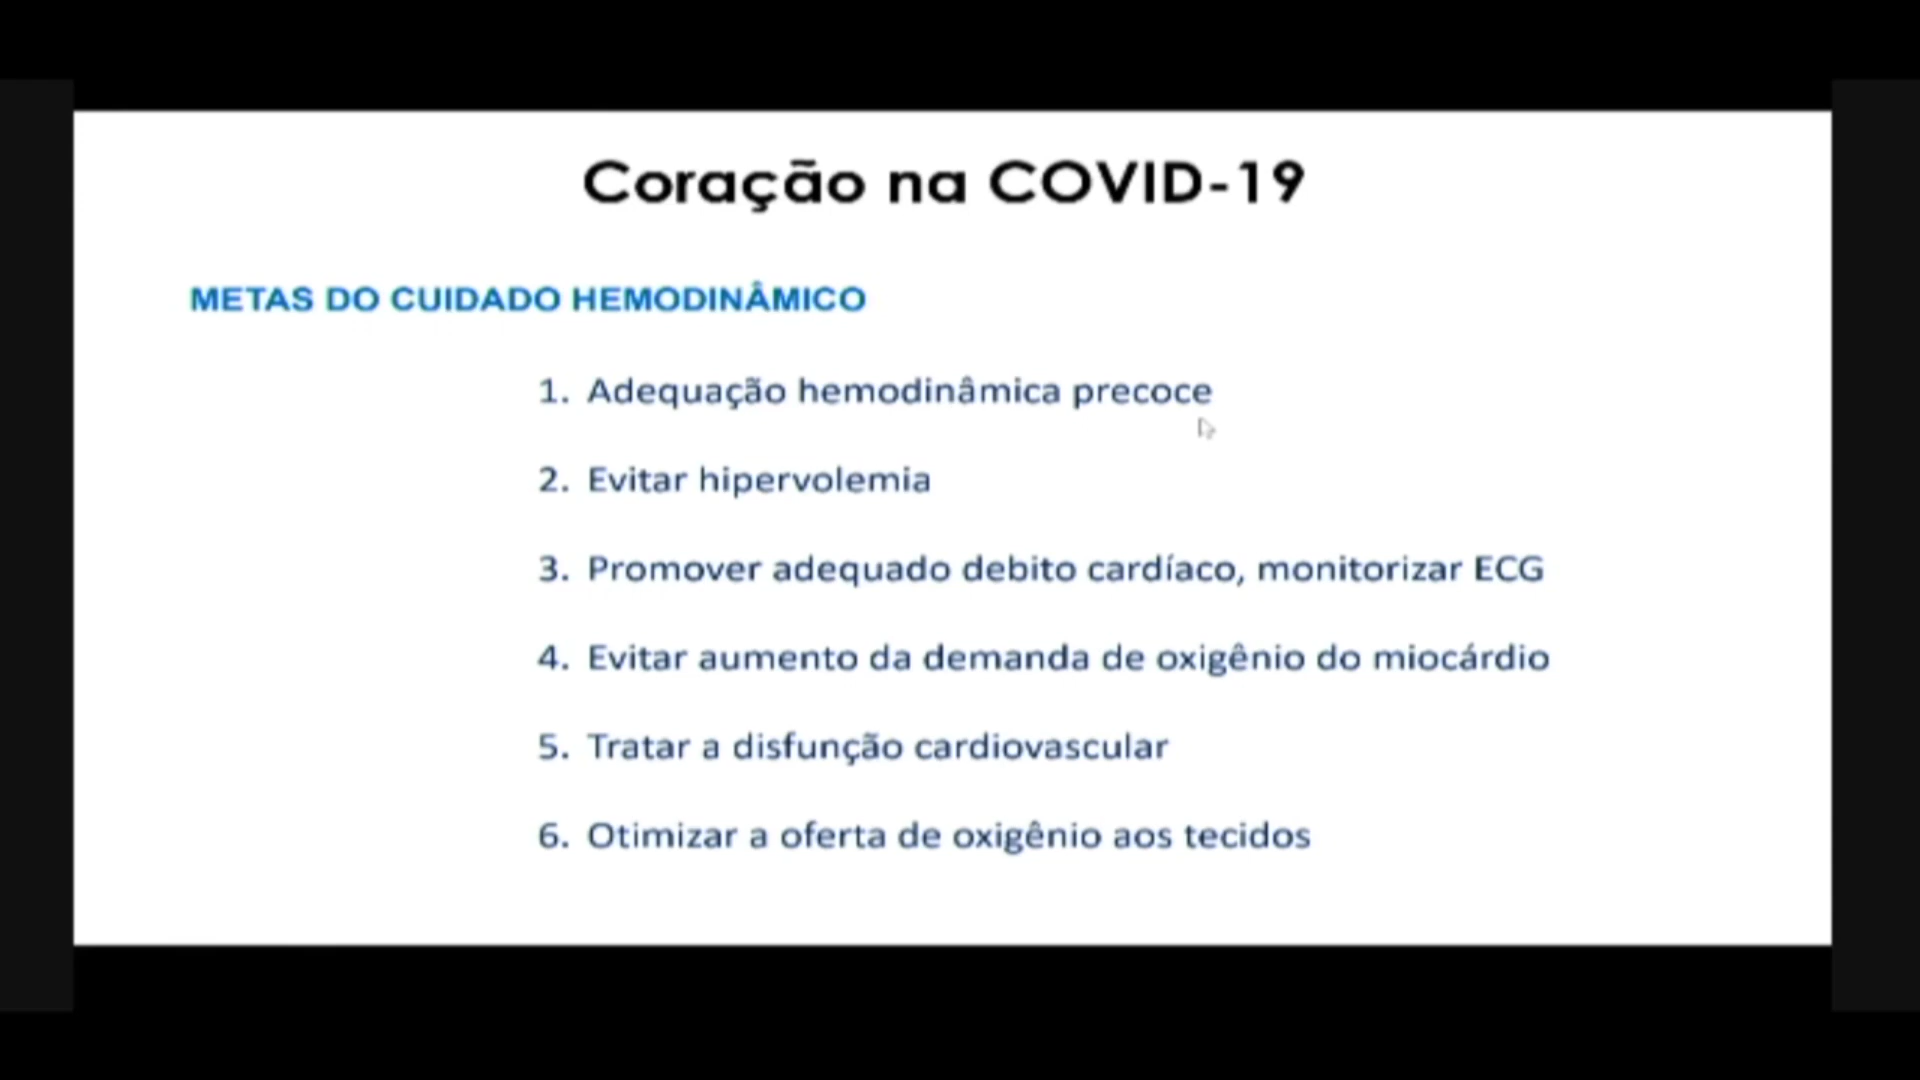 Coração na COVID-19
METAS DO CUIDADO HEMODINÂMICO
1. Adequação hemodinâmica precoce
2. Evitar hipervolemia
3. Promover adequado debito cardíaco, monitorizar ECG
4. Evitar aumento da demanda de oxigênio do miocárdio
5. Tratar a disfunção cardiovascular
6. Otimizar a oferta de oxigênio aos tecidos